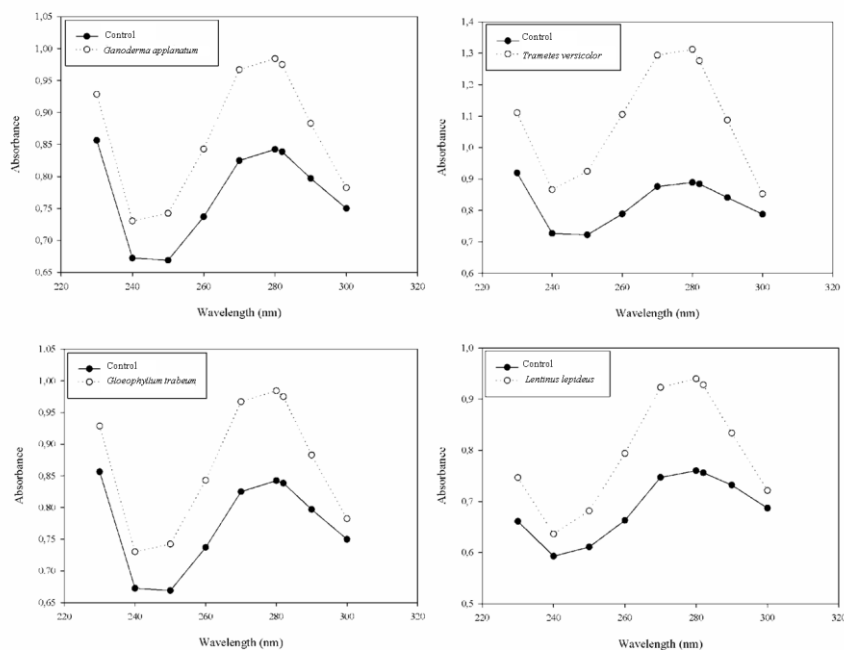 1,05
Control
Ganoderma applanatum
1,00
0,95
0,90
0,85
0,80
0,75
0,70
0,65
Absorbance
220 240 260 280 300 320
Wavelength (nm)
1,4
Control
Trametes versicolor
1,3
1,2
1,1
1,0
0,9
0,8
0,7
0,6
Absorbance
220 240 260 280 300 320
Wavelength (nm)
1,05
Control
Gloeophyllum trabeum
1,00
0,95
0,90
0,85
0,80
0,75
0,70
0,65
Absorbance
220 240 260 280 300 320
Wavelength (nm)
1,0
Control
Lentinus lepideus
0,9
0,8
0,7
0,6
0,5
Absorbance
220 240 260 280 300 320
Wavelength (nm)